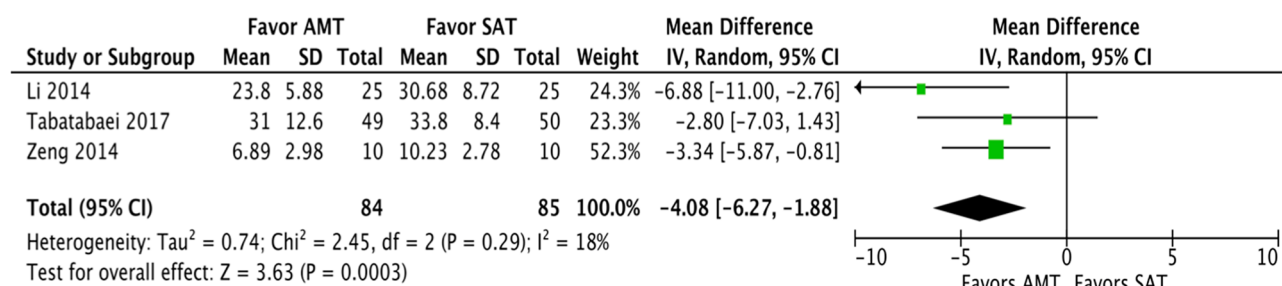 Favor AMT Favor SAT Mean Difference Mean Difference
Study or Subgroup Mean SD Total Mean SD Total Weight IV, Random, 95% CI IV, Random, 95% CI
Li 2014 23.8 5.88 25 30.68 8.72 25 24.3% −6.88 [−11.00, −2.76]
Tabatabaei 2017 31 12.6 49 33.8 8.4 50 23.3% −2.80 [−7.03, 1.43]
Zeng 2014 6.89 2.98 10 10.23 2.78 10 52.3% −3.34 [−5.87, −0.81]
Total (95% CI) 84 85 100.0% −4.08 [−6.27, −1.88]
Heterogeneity: Tau² = 0.74; Chi² = 2.45, df = 2 (P = 0.29); I² = 18%
Test for overall effect: Z = 3.63 (P = 0.0003)
−10 −5 0 5 10
Favors AMT Favors SAT